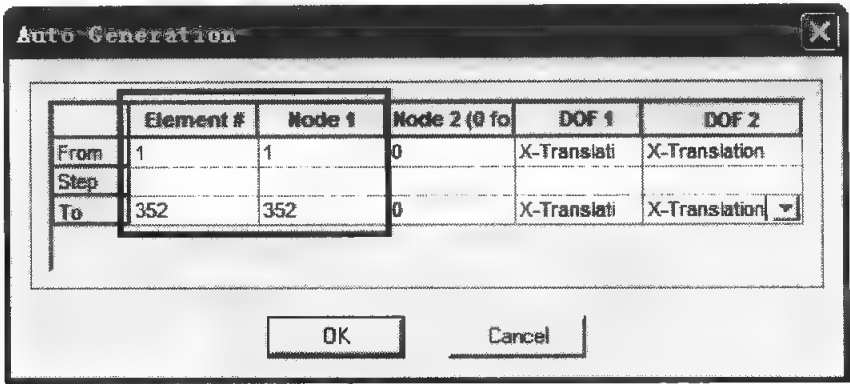 Auto Generation
Element # Node 1 Node 2 (0 fo DOF 1 DOF 2
From 1 1 0 X-Translati X-Translation
Step
To 352 352 0 X-Translati X-Translation
OK Cancel